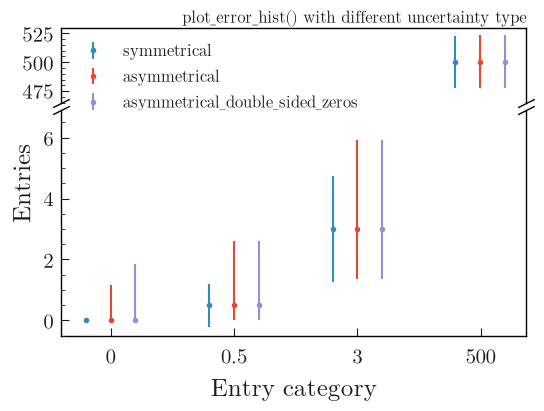 plot_error_hist() with different uncertainty type
525
500
475
symmetrical
asymmetrical
asymmetrical_double_sided_zeros
6
4
2
0
Entries
0 0.5 3 500
Entry category